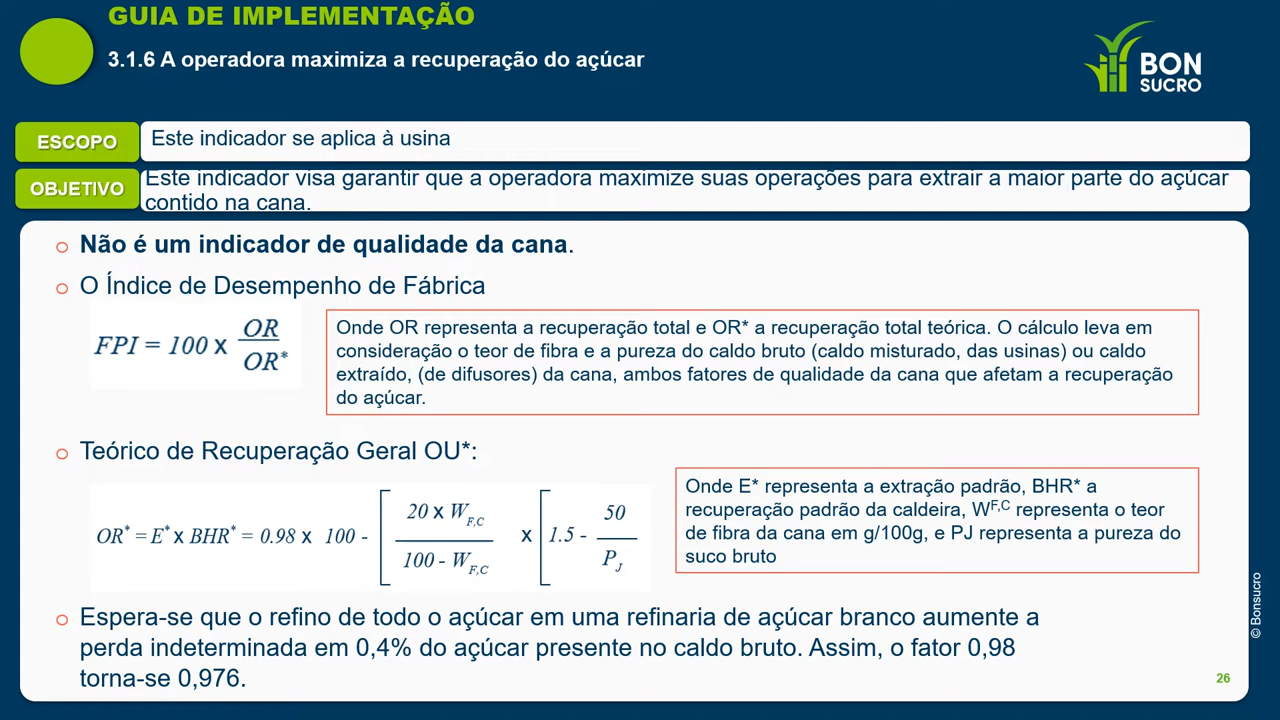 GUIA DE IMPLEMENTAÇÃO
3.1.6 A operadora maximiza a recuperação do açúcar
BON
SUCRO
ESCOPO
Este indicador se aplica à usina
OBJETIVO
Este indicador visa garantir que a operadora maximize suas operações para extrair a maior parte do açúcar
contido na cana.
Não é um indicador de qualidade da cana.
O Índice de Desempenho de Fábrica
FPI = 100 x OR / OR*
Onde OR representa a recuperação total e OR* a recuperação total teórica. O cálculo leva em
consideração o teor de fibra e a pureza do caldo bruto (caldo misturado, das usinas) ou caldo
extraído, (de difusores) da cana, ambos fatores de qualidade da cana que afetam a recuperação
do açúcar.
Teórico de Recuperação Geral OU*:
OR* = E* x BHR* = 0.98 x 100 - [ 20 x W F,C / 100 - W F,C x [ 1.5 - 50 / P J
Onde E* representa a extração padrão, BHR* a
recuperação padrão da caldeira, W F,C representa o teor
de fibra da cana em g/100g, e PJ representa a pureza do
suco bruto
Espera-se que o refino de todo o açúcar em uma refinaria de açúcar branco aumente a
perda indeterminada em 0,4% do açúcar presente no caldo bruto. Assim, o fator 0,98
torna-se 0,976.
© Bonsucro
26